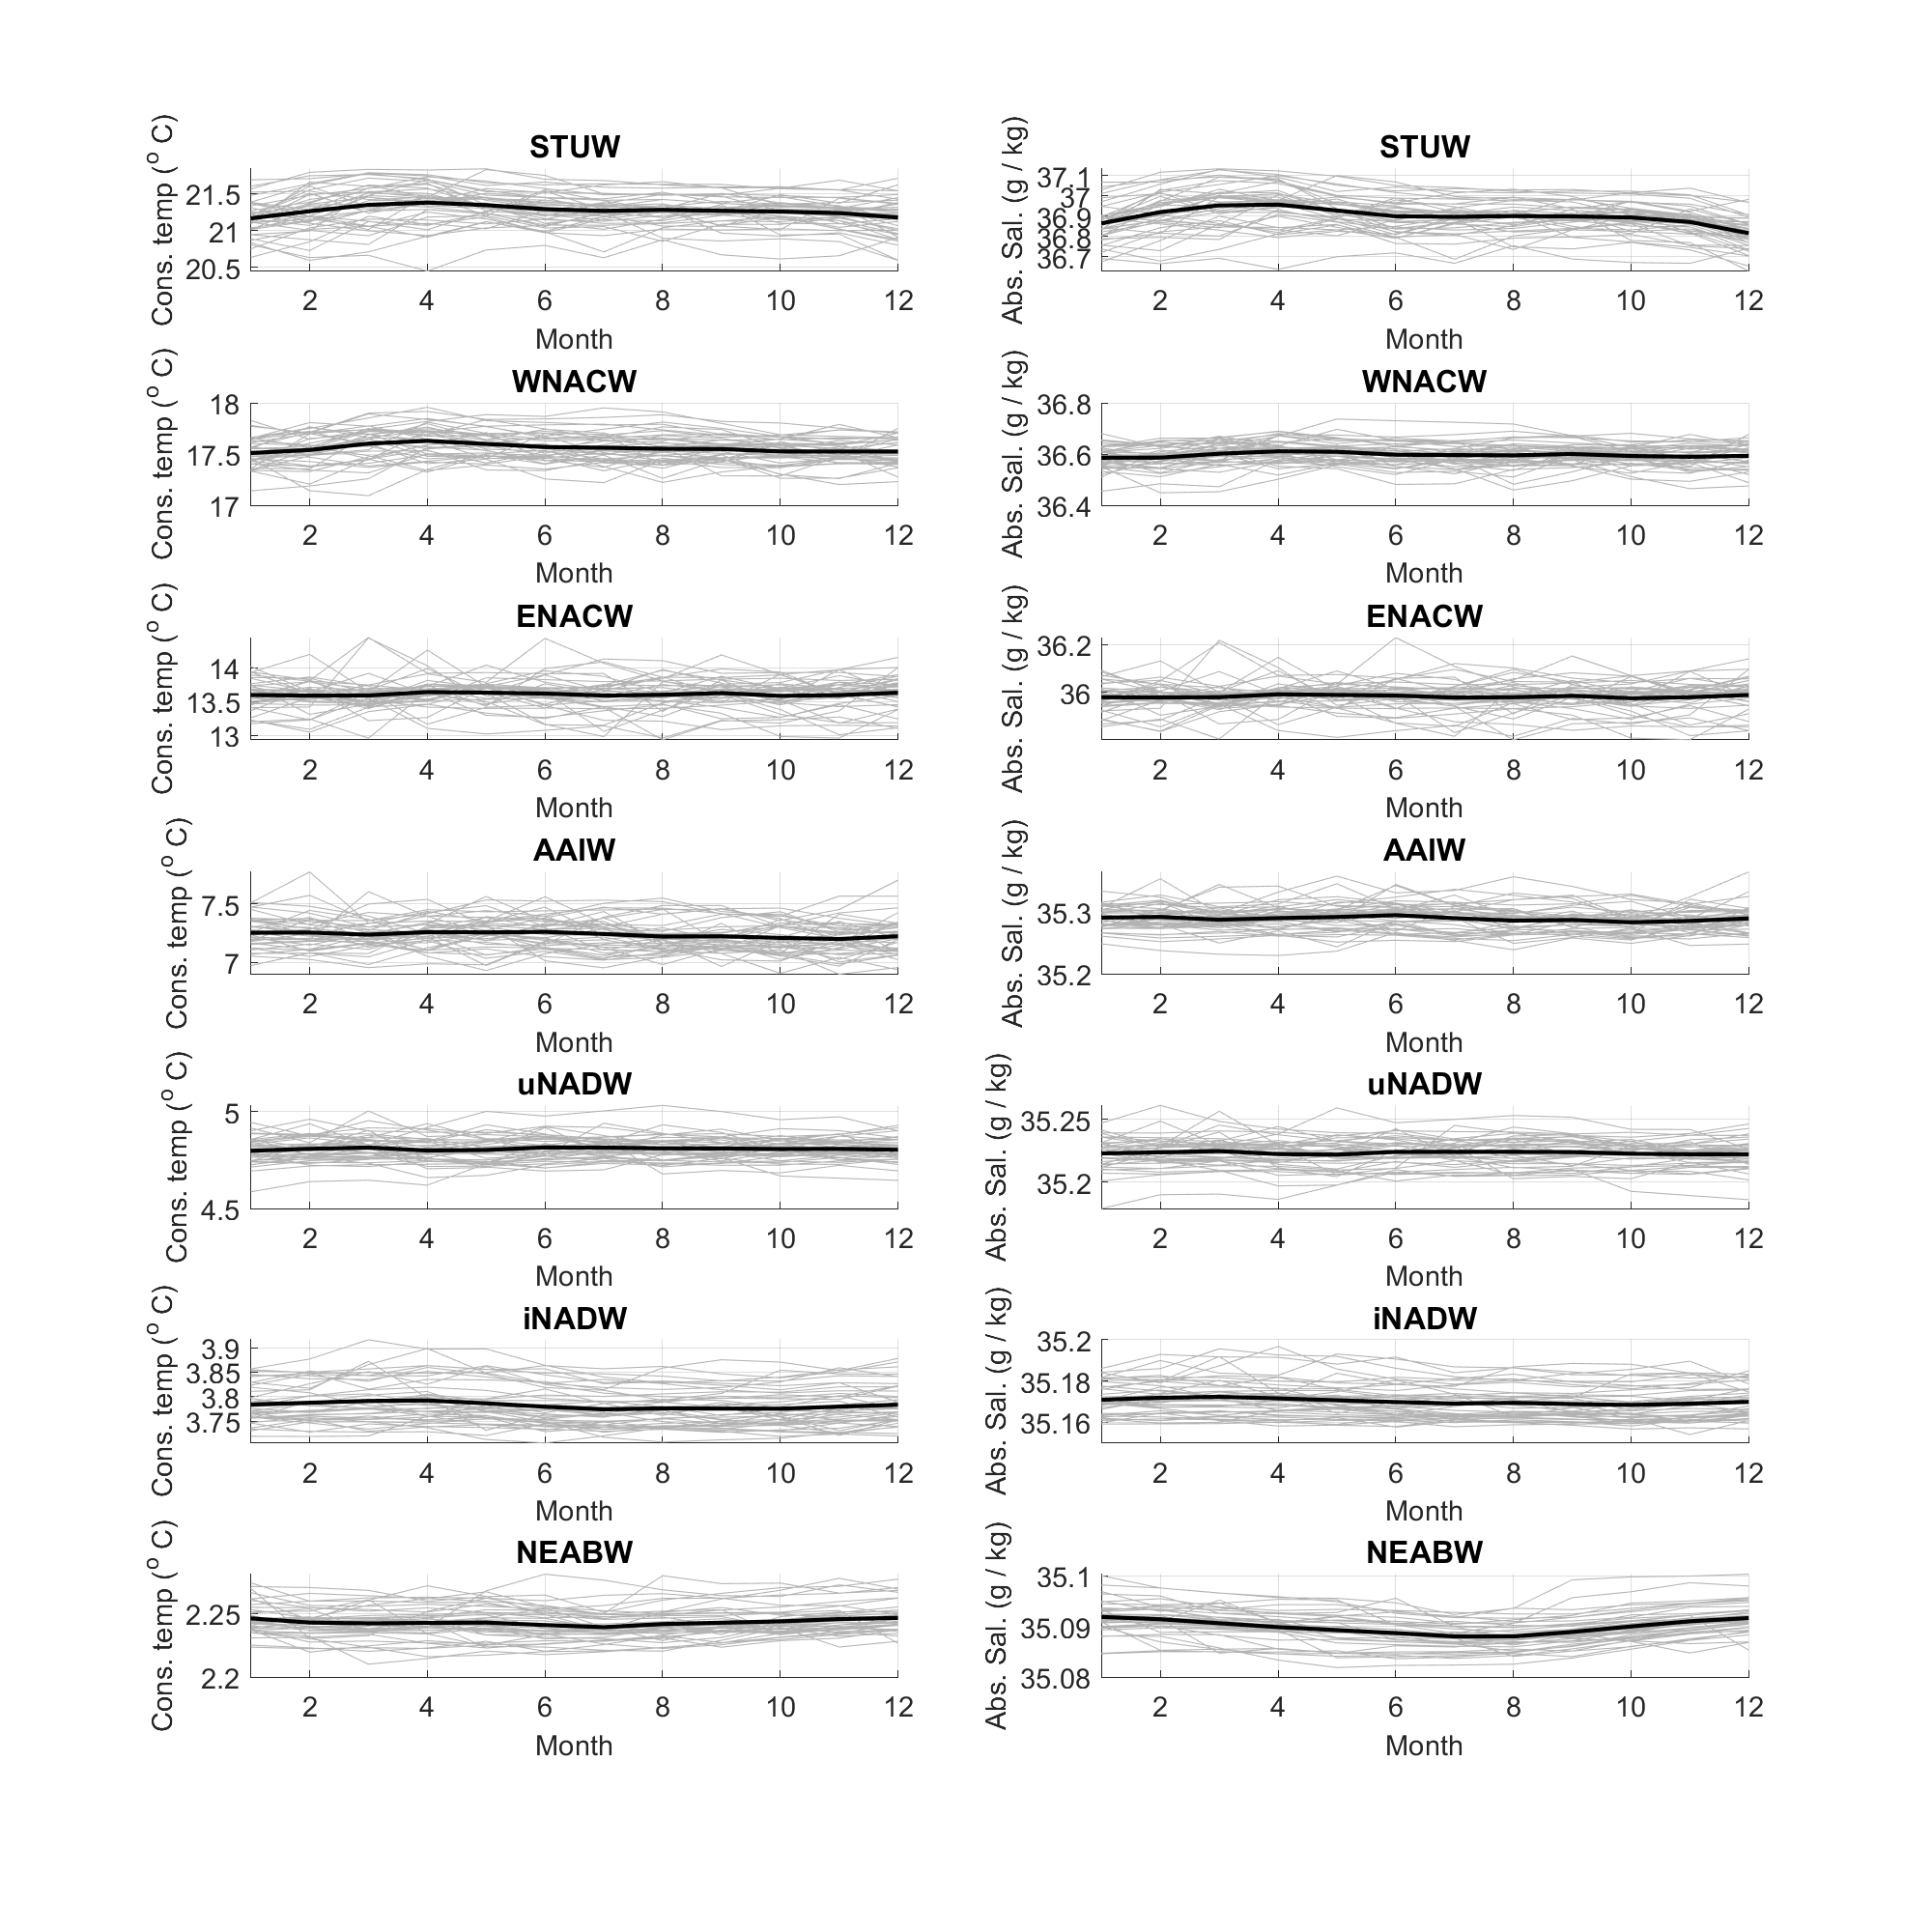 STUW
Cons. temp (º C)
21.5
21
20.5
2 4 6 8 10 12
Month
STUW
Abs. Sal. (g / kg)
37.1
37
36.9
36.8
36.7
2 4 6 8 10 12
Month
WNACW
Cons. temp (º C)
18
17.5
17
2 4 6 8 10 12
Month
WNACW
Abs. Sal. (g / kg)
36.8
36.6
36.4
2 4 6 8 10 12
Month
ENACW
Cons. temp (º C)
14
13.5
13
2 4 6 8 10 12
Month
ENACW
Abs. Sal. (g / kg)
36.2
36
2 4 6 8 10 12
Month
AAIW
Cons. temp (º C)
7.5
7
2 4 6 8 10 12
Month
AAIW
Abs. Sal. (g / kg)
35.3
35.2
2 4 6 8 10 12
Month
uNADW
Cons. temp (º C)
5
4.5
2 4 6 8 10 12
Month
uNADW
Abs. Sal. (g / kg)
35.25
35.2
2 4 6 8 10 12
Month
iNADW
Cons. temp (º C)
3.9
3.85
3.8
3.75
2 4 6 8 10 12
Month
iNADW
Abs. Sal. (g / kg)
35.2
35.18
35.16
2 4 6 8 10 12
Month
NEABW
Cons. temp (º C)
2.25
2.2
2 4 6 8 10 12
Month
NEABW
Abs. Sal. (g / kg)
35.1
35.09
35.08
2 4 6 8 10 12
Month